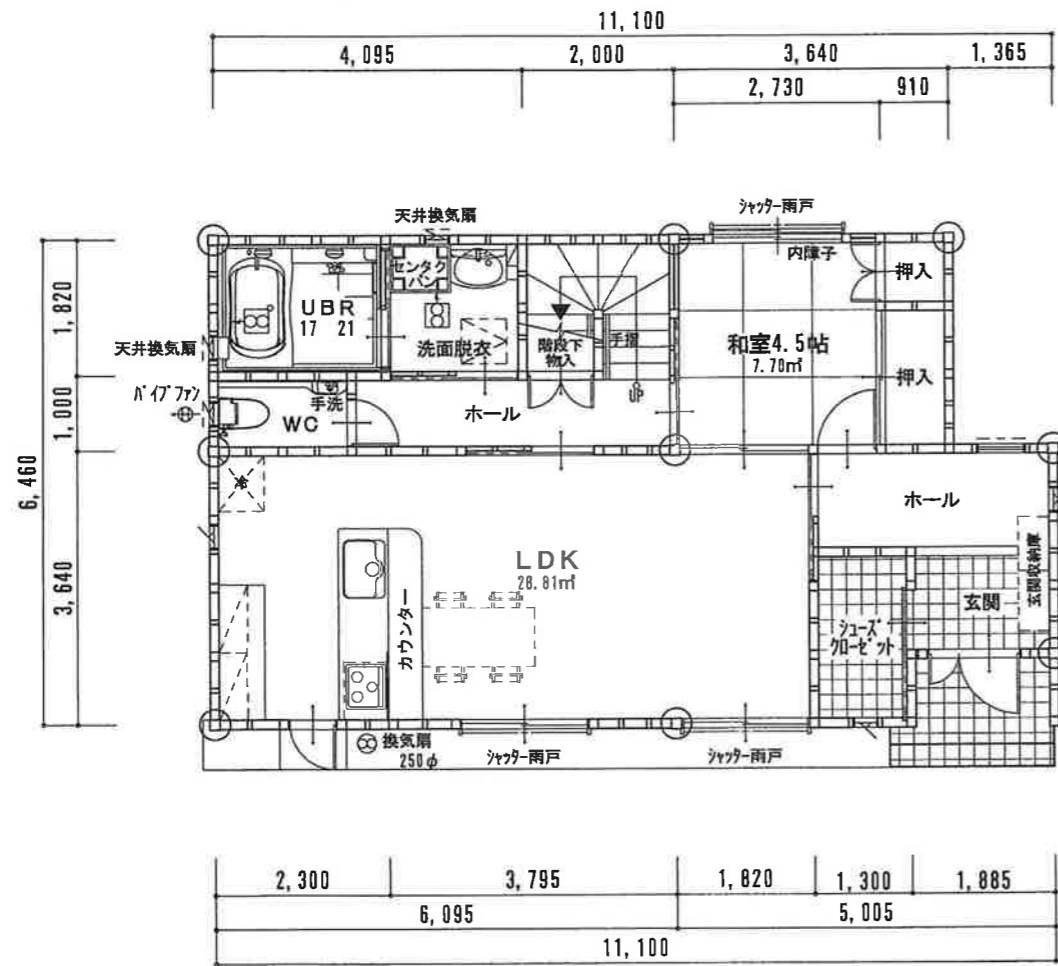 11,100
4,095
2,000
3,640
1,365
2,730
910
天井換気扇
シャッター雨戸
センタク
パン
内障子
押入
UBR
17 21
1,820
天井換気扇
洗面脱衣
階段下
物入
手摺
和室4.5帖
7.70㎡
押入
パイプファン
手洗
UP
1,000
WC
ホール
6,460
冷
ホール
LDK
28.81㎡
3,640
カウンター
玄関収納庫
玄関
シューズ
クローゼット
換気扇
250φ
シャッター雨戸
シャッター雨戸
2,300
3,795
1,820
1,300
1,885
6,095
5,005
11,100